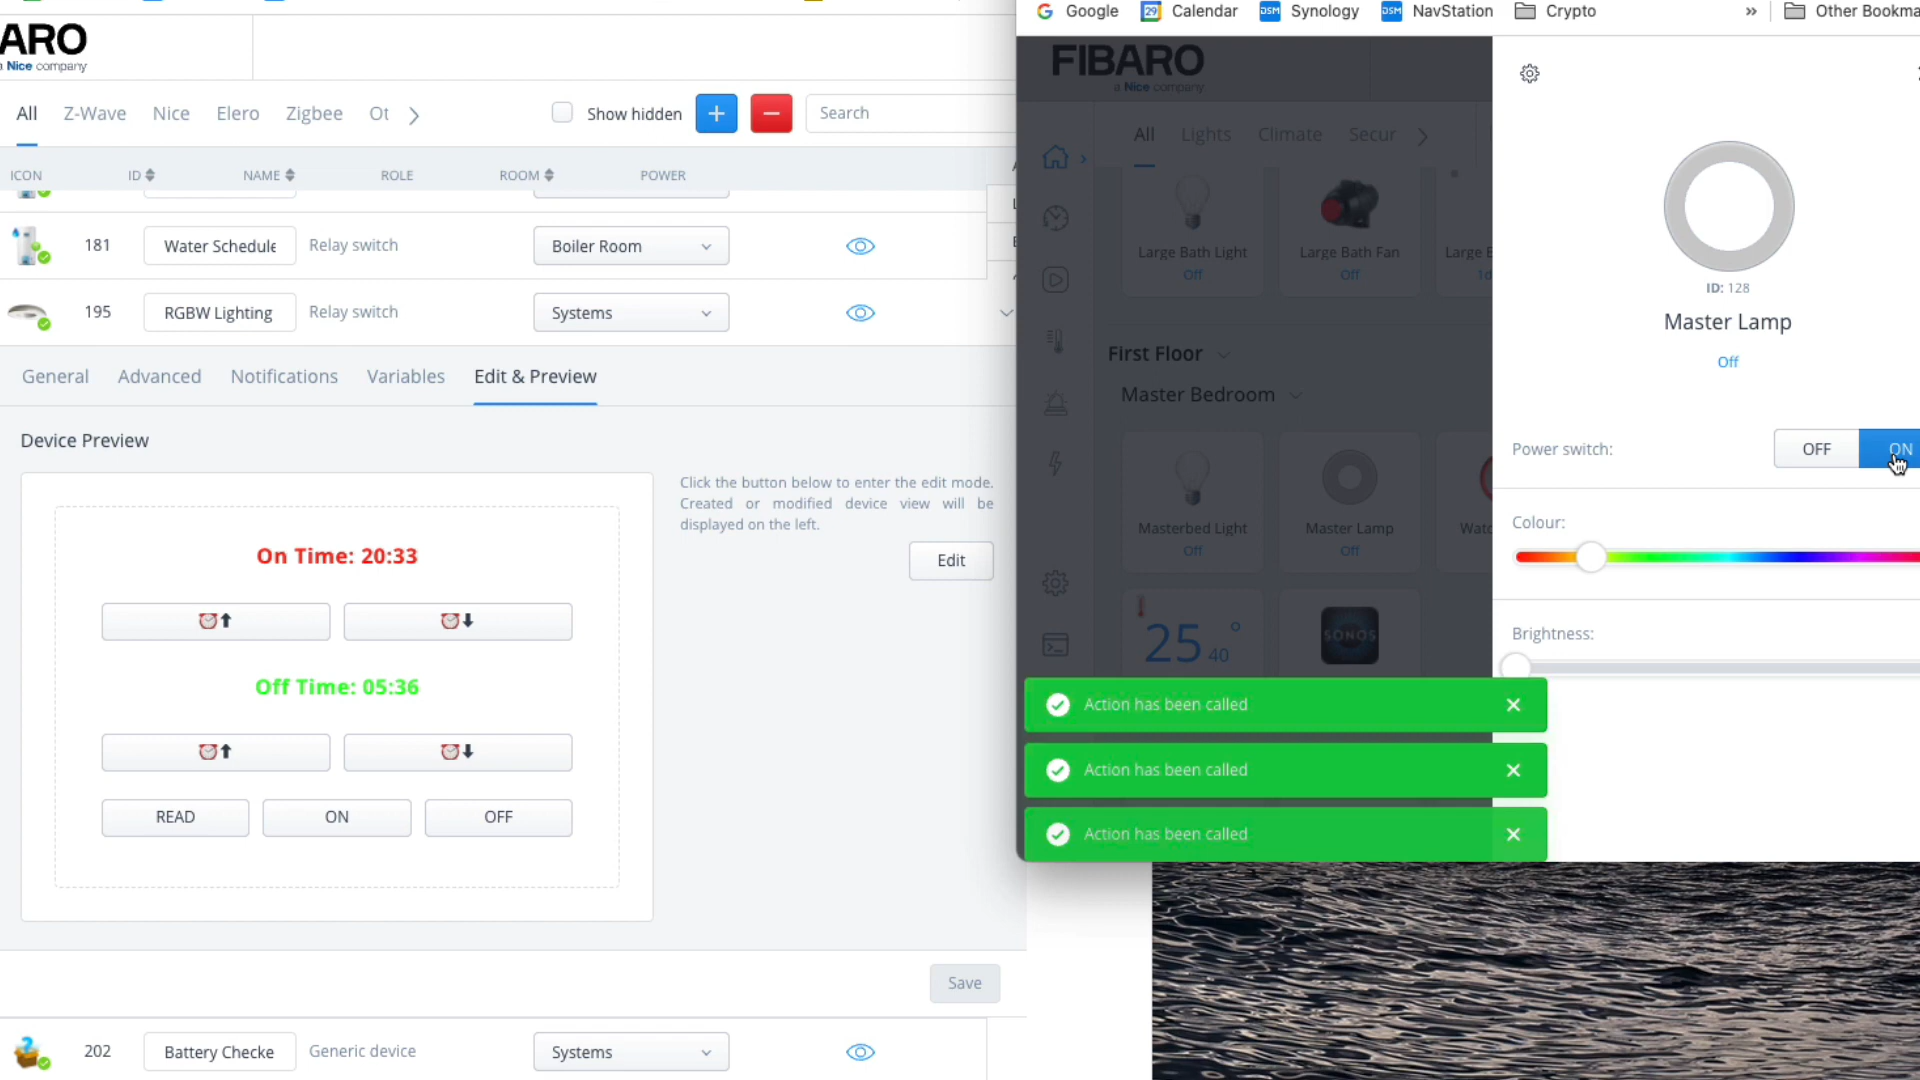 ARO
a Nice company
All Z-Wave Nice Elero Zigbee Ot
Show hidden
+
−
Search
ICON ID NAME ROLE ROOM POWER
181 Water Schedule Relay switch Boiler Room
195 RGBW Lighting Relay switch Systems
General Advanced Notifications Variables Edit & Preview
Device Preview
On Time: 20:33
Off Time: 05:36
READ ON OFF
Click the button below to enter the edit mode.
Created or modified device view will be
displayed on the left.
Edit
Save
202 Battery Checke Generic device Systems
Google Calendar Synology NavStation Crypto » Other Bookma
29
DSM
DSM
FIBARO
a Nice company
All Lights Climate Secur
Large Bath Light Large Bath Fan Large B
Off Off 1d
First Floor
Master Bedroom
Masterbed Light Master Lamp Watc
Off Off
25 40 °
SONOS
Action has been called
Action has been called
Action has been called
ID: 128
Master Lamp
Off
Power switch: OFF ON
Colour:
Brightness: